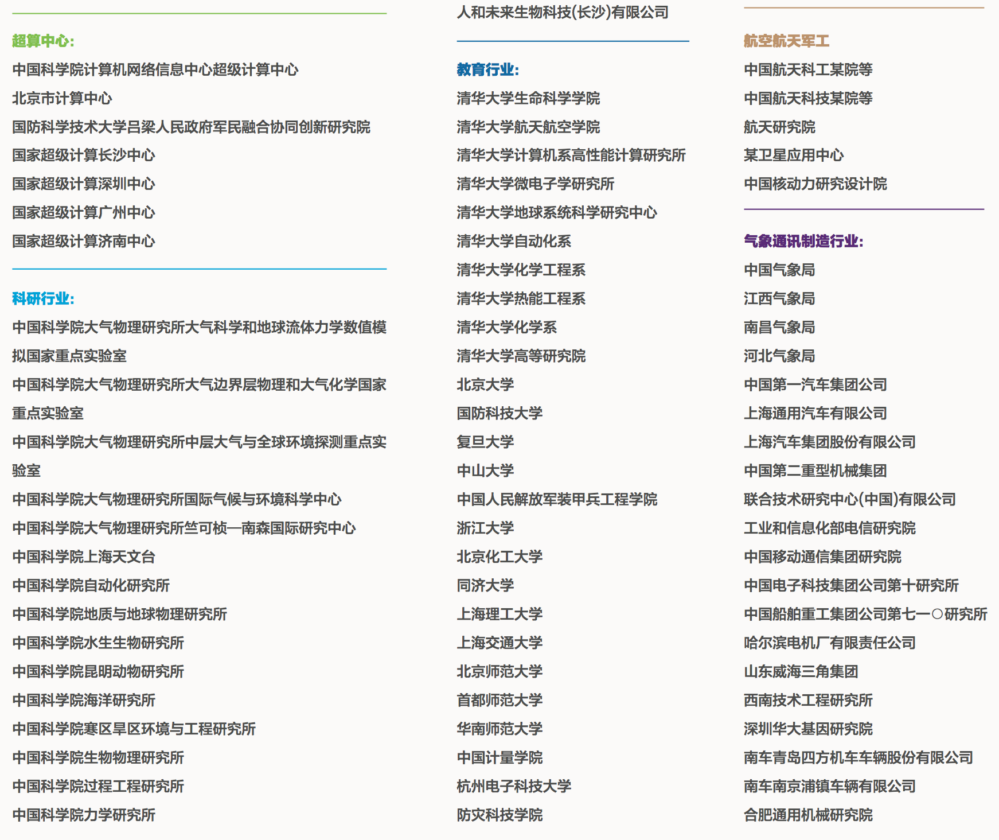 超算中心:
中国科学院计算机网络信息中心超级计算中心
北京市计算中心
国防科学技术大学吕梁人民政府军民融合协同创新研究院
国家超级计算长沙中心
国家超级计算深圳中心
国家超级计算广州中心
国家超级计算济南中心
科研行业:
中国科学院大气物理研究所大气科学和地球流体力学数值模
拟国家重点实验室
中国科学院大气物理研究所大气边界层物理和大气化学国家
重点实验室
中国科学院大气物理研究所中层大气与全球环境探测重点实
验室
中国科学院大气物理研究所国际气候与环境科学中心
中国科学院大气物理研究所竺可桢—南森国际研究中心
中国科学院上海天文台
中国科学院自动化研究所
中国科学院地质与地球物理研究所
中国科学院水生生物研究所
中国科学院昆明动物研究所
中国科学院海洋研究所
中国科学院寒区旱区环境与工程研究所
中国科学院生物物理研究所
中国科学院过程工程研究所
中国科学院力学研究所
人和未来生物科技(长沙)有限公司
教育行业:
清华大学生命科学学院
清华大学航天航空学院
清华大学计算机系高性能计算研究所
清华大学微电子学研究所
清华大学地球系统科学研究中心
清华大学自动化系
清华大学化学工程系
清华大学热能工程系
清华大学化学系
清华大学高等研究院
北京大学
国防科技大学
复旦大学
中山大学
中国人民解放军装甲兵工程学院
浙江大学
北京化工大学
同济大学
上海理工大学
上海交通大学
北京师范大学
首都师范大学
华南师范大学
中国计量学院
杭州电子科技大学
防灾科技学院
航空航天军工
中国航天科工某院等
中国航天科技某院等
航天研究院
某卫星应用中心
中国核动力研究设计院
气象通讯制造行业:
中国气象局
江西气象局
南昌气象局
河北气象局
中国第一汽车集团公司
上海通用汽车有限公司
上海汽车集团股份有限公司
中国第二重型机械集团
联合技术研究中心(中国)有限公司
工业和信息化部电信研究院
中国移动通信集团研究院
中国电子科技集团公司第十研究所
中国船舶重工集团公司第七一〇研究所
哈尔滨电机厂有限责任公司
山东威海三角集团
西南技术工程研究所
深圳华大基因研究院
南车青岛四方机车车辆股份有限公司
南车南京浦镇车辆有限公司
合肥通用机械研究院